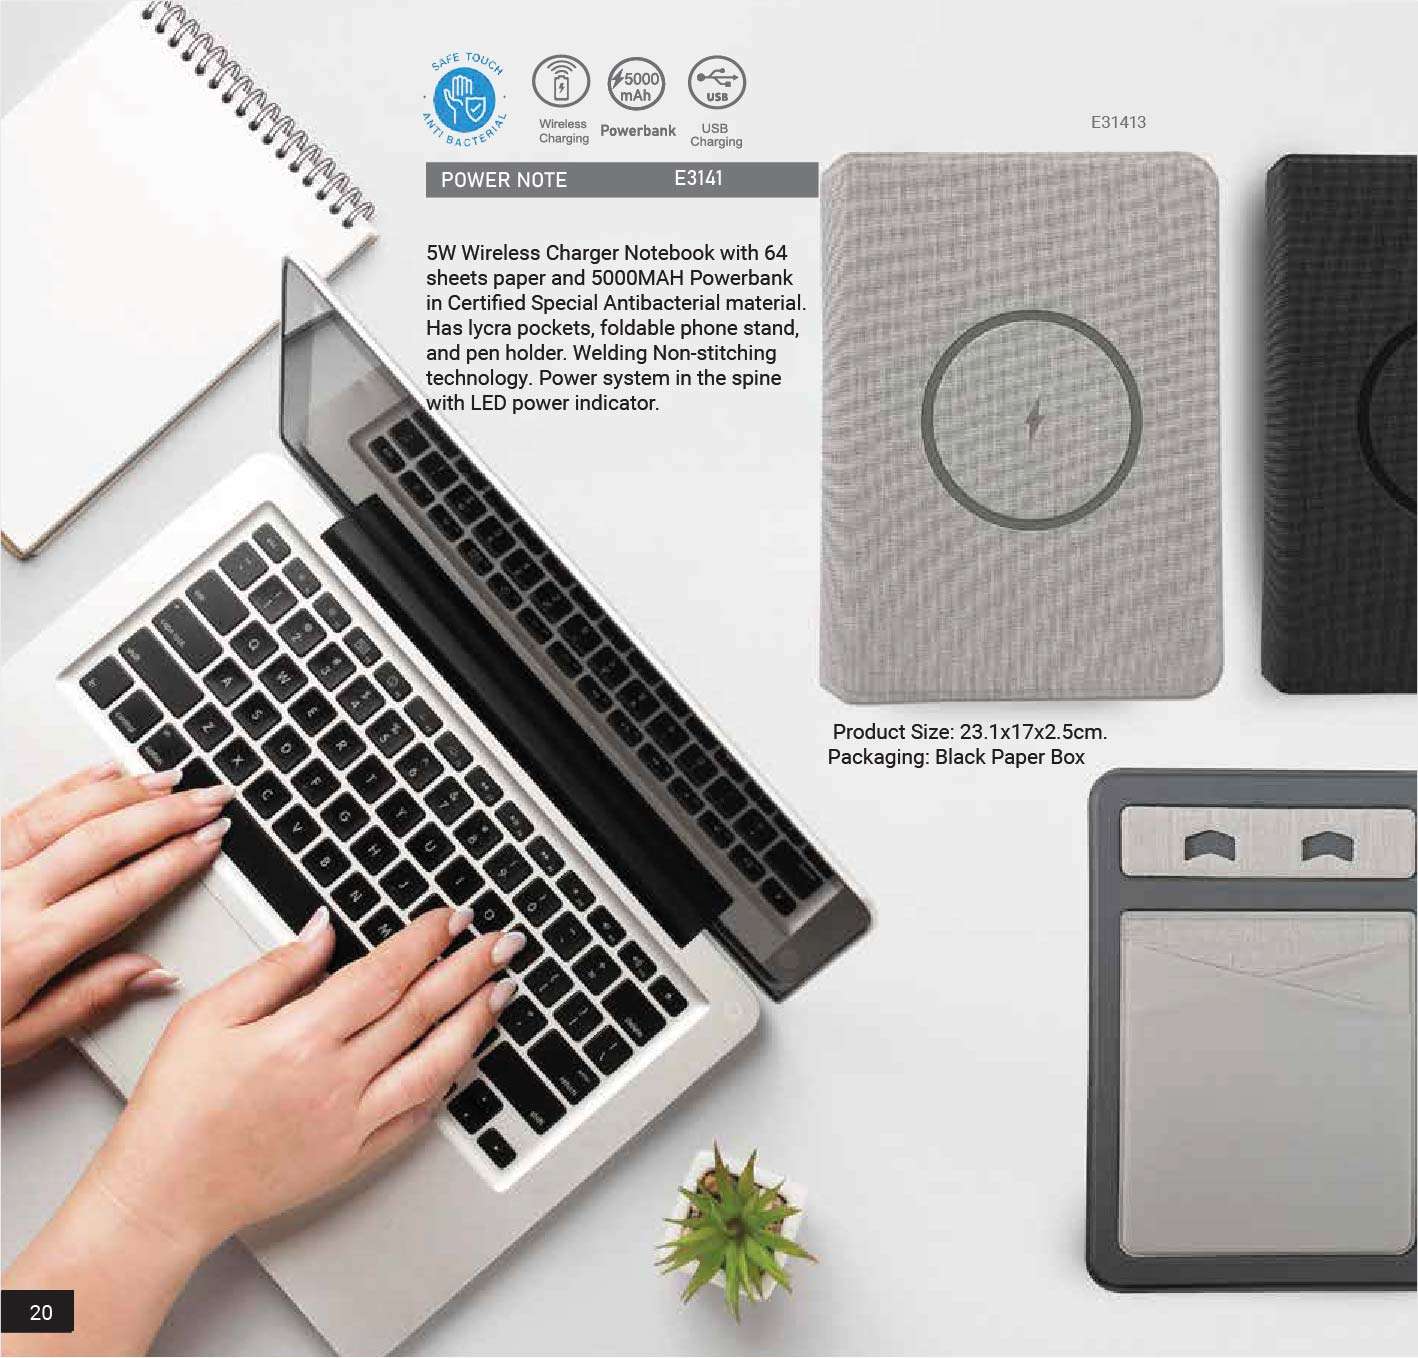 SAFE TOUCH
ANTI BACTERIAL
Wireless
Charging
5000
mAh
Powerbank
USB
USB
Charging
E31413
POWER NOTE E3141
5W Wireless Charger Notebook with 64
sheets paper and 5000MAH Powerbank
in Certified Special Antibacterial material.
Has lycra pockets, foldable phone stand,
and pen holder. Welding Non-stitching
technology. Power system in the spine
with LED power indicator.
Product Size: 23.1x17x2.5cm.
Packaging: Black Paper Box
20